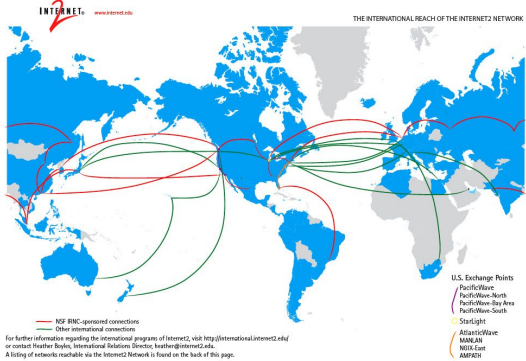 INTERNET®
2
www.internet.edu
THE INTERNATIONAL REACH OF THE INTERNET2 NETWORK
U.S. Exchange Points
PacificWave
PacificWave-North
PacificWave-Bay Area
PacificWave-South
StarLight
AtlanticWave
MANLAN
NGIX-East
AMPATH
NSF IRNC-sponsored connections
Other international connections
For further information regarding the international programs of Internet2, visit http://international.internet2.edu/
or contact Heather Boyles, International Relations Director, heather@internet2.edu.
A listing of networks reachable via the Internet2 Network is found on the back of this page.